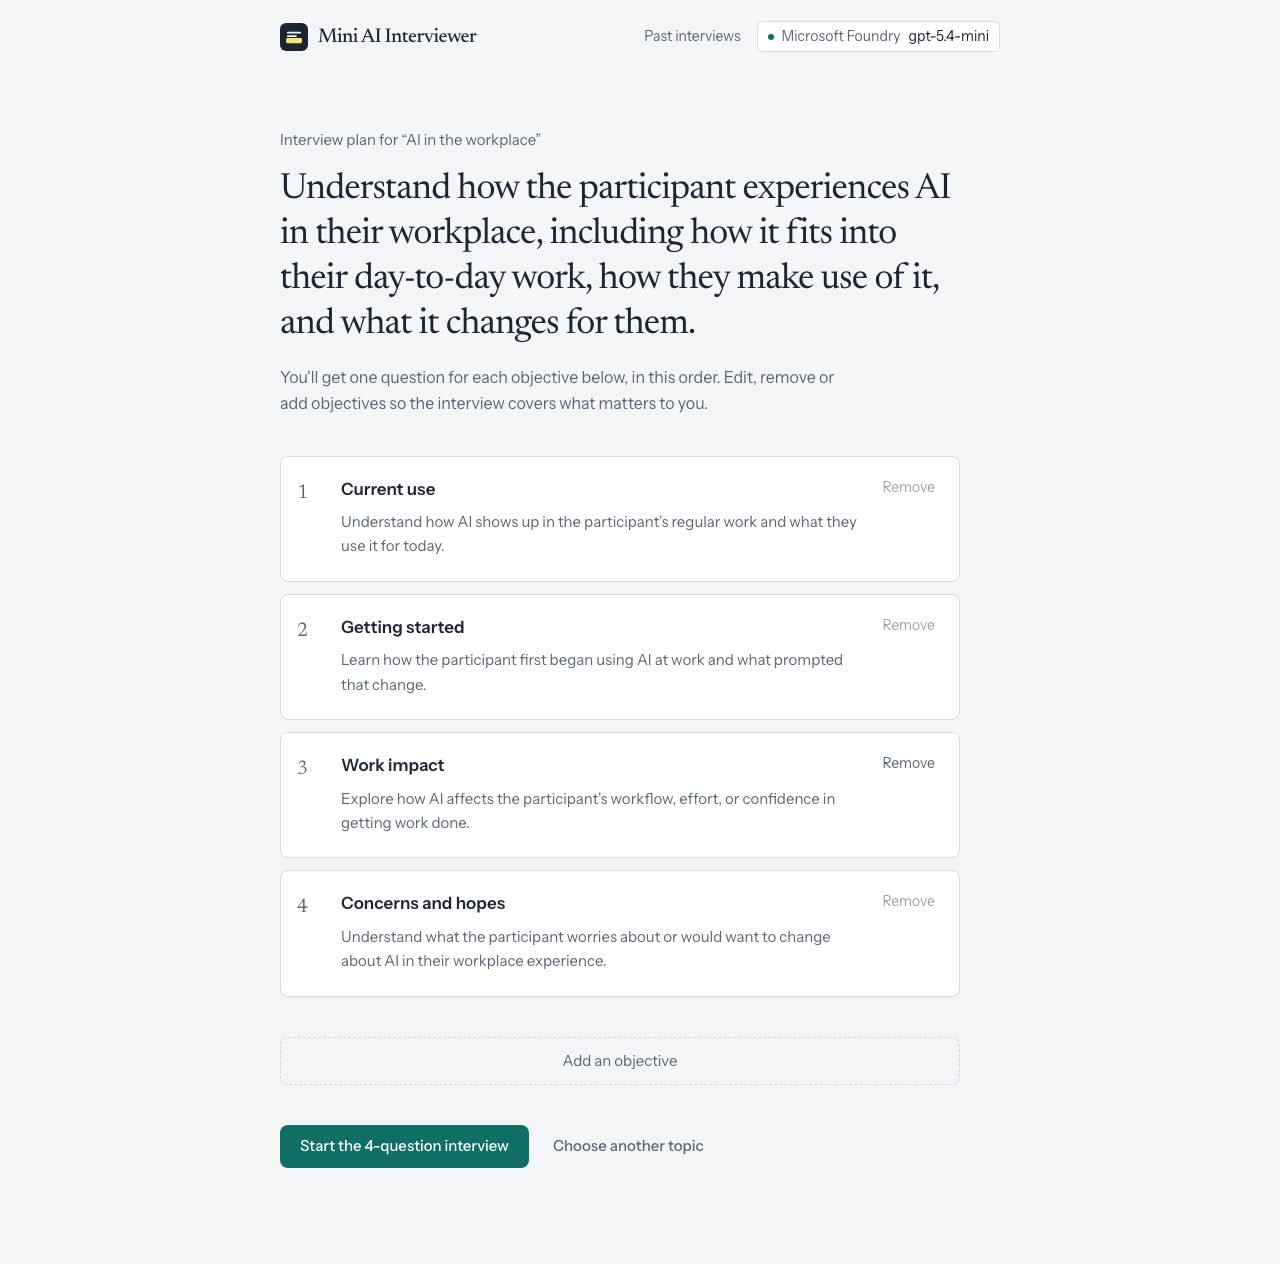 Mini AI Interviewer
Past interviews
Microsoft Foundry gpt-5.4-mini
Interview plan for “AI in the workplace”
Understand how the participant experiences AI
in their workplace, including how it fits into
their day-to-day work, how they make use of it,
and what it changes for them.
You'll get one question for each objective below, in this order. Edit, remove or
add objectives so the interview covers what matters to you.
1 Current use Remove
Understand how AI shows up in the participant’s regular work and what they
use it for today.
2 Getting started Remove
Learn how the participant first began using AI at work and what prompted
that change.
3 Work impact Remove
Explore how AI affects the participant’s workflow, effort, or confidence in
getting work done.
4 Concerns and hopes Remove
Understand what the participant worries about or would want to change
about AI in their workplace experience.
Add an objective
Start the 4-question interview
Choose another topic